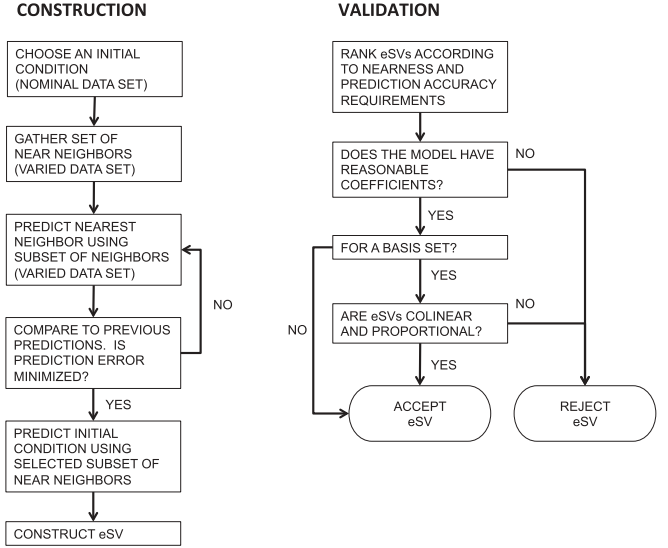 CONSTRUCTION
CHOOSE AN INITIAL
CONDITION
(NOMINAL DATA SET)
GATHER SET OF
NEAR NEIGHBORS
(VARIED DATA SET)
PREDICT NEAREST
NEIGHBOR USING
SUBSET OF NEIGHBORS
(VARIED DATA SET)
NO
COMPARE TO PREVIOUS
PREDICTIONS. IS
PREDICTION ERROR
MINIMIZED?
YES
PREDICT INITIAL
CONDITION USING
SELECTED SUBSET OF
NEAR NEIGHBORS
CONSTRUCT eSV
VALIDATION
RANK eSVs ACCORDING
TO NEARNESS AND
PREDICTION ACCURACY
REQUIREMENTS
DOES THE MODEL HAVE
REASONABLE
COEFFICIENTS?
NO
YES
FOR A BASIS SET?
YES
NO
ARE eSVs COLINEAR
AND PROPORTIONAL?
NO
YES
ACCEPT
eSV
REJECT
eSV